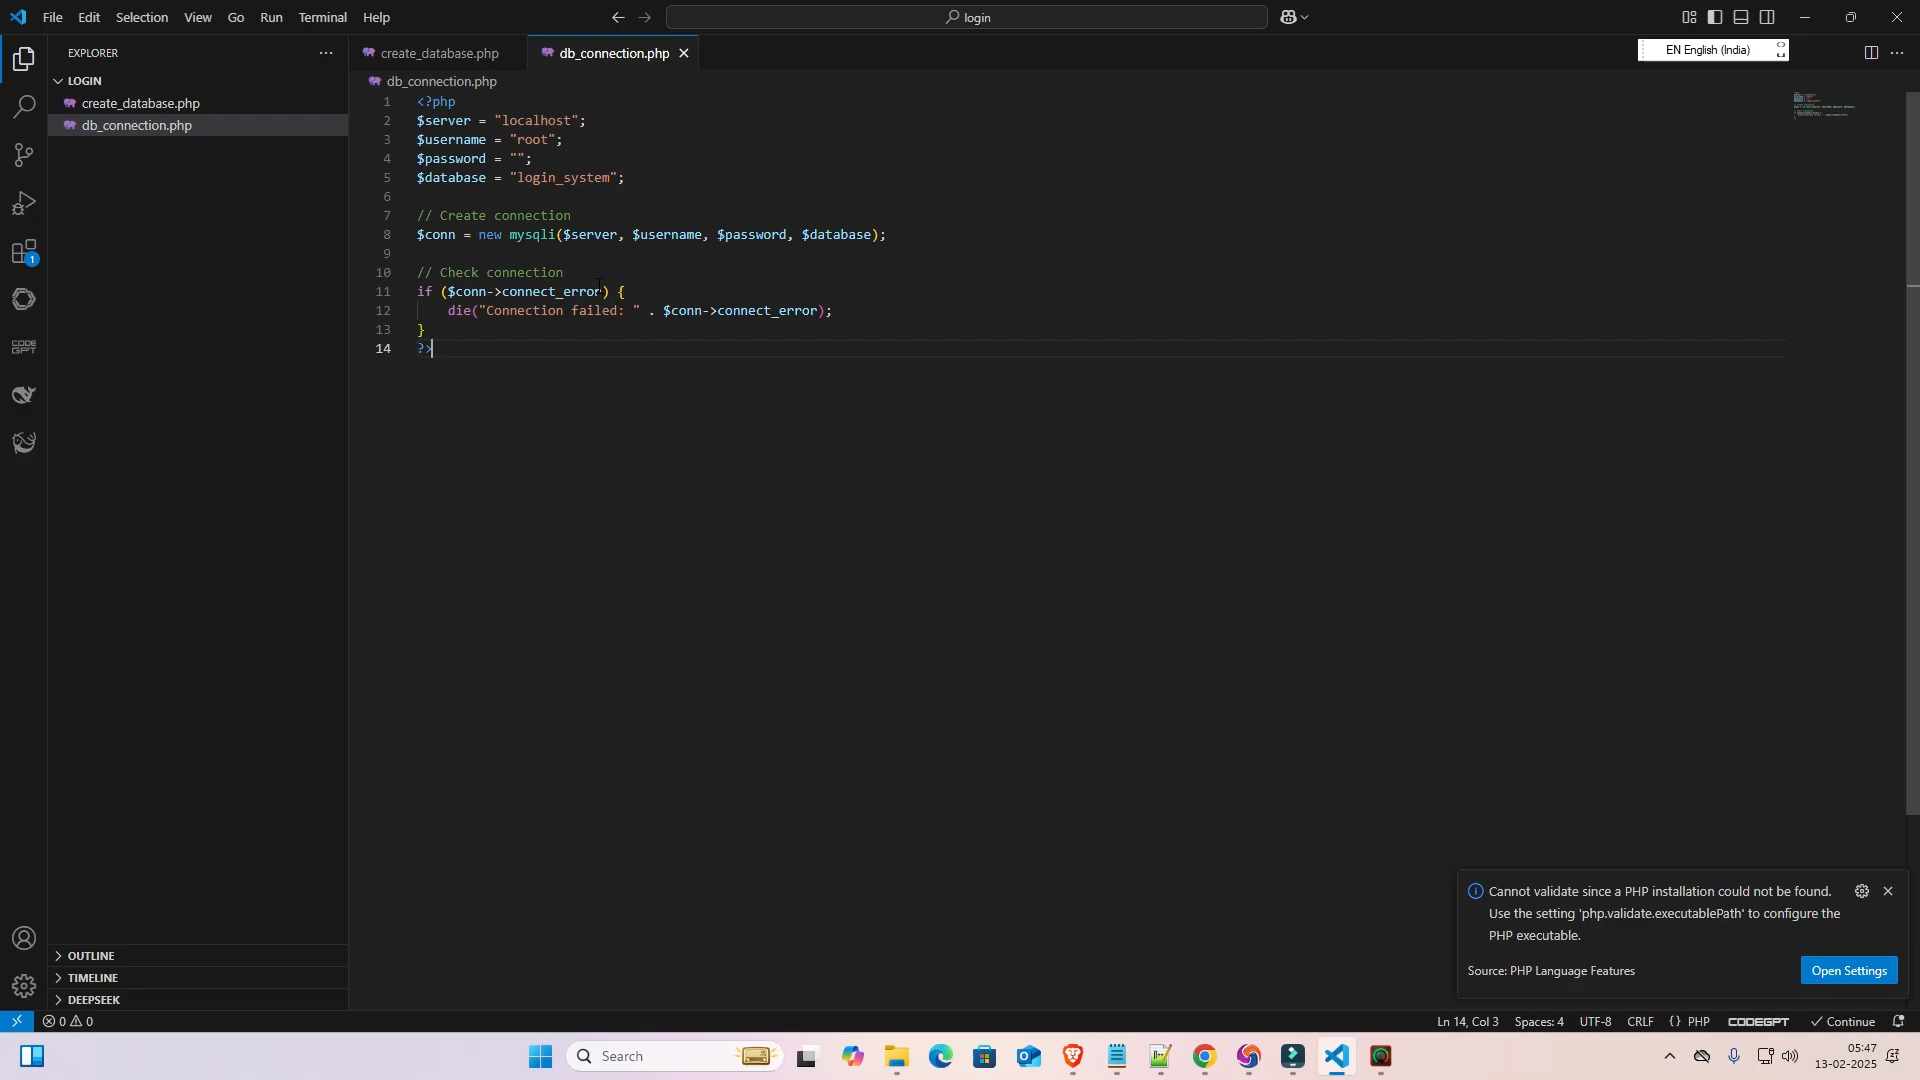 File Edit Selection View Go Run Terminal Help
login
EXPLORER
LOGIN
create_database.php
db_connection.php
OUTLINE
TIMELINE
DEEPSEEK
CODE
GPT
1
create_database.php
db_connection.php
EN English (India)
db_connection.php
1 <?php
2 $server = "localhost";
3 $username = "root";
4 $password = "";
5 $database = "login_system";
6
7 // Create connection
8 $conn = new mysqli($server, $username, $password, $database);
9
10 // Check connection
11 if ($conn->connect_error) {
12 die("Connection failed: " . $conn->connect_error);
13 }
14 ?>
Cannot validate since a PHP installation could not be found.
Use the setting 'php.validate.executablePath' to configure the
PHP executable.
Source: PHP Language Features
Open Settings
0 0
Ln 14, Col 3 Spaces: 4 UTF-8 CRLF {} PHP CODEGPT Continue
Search
05:47
13-02-2025